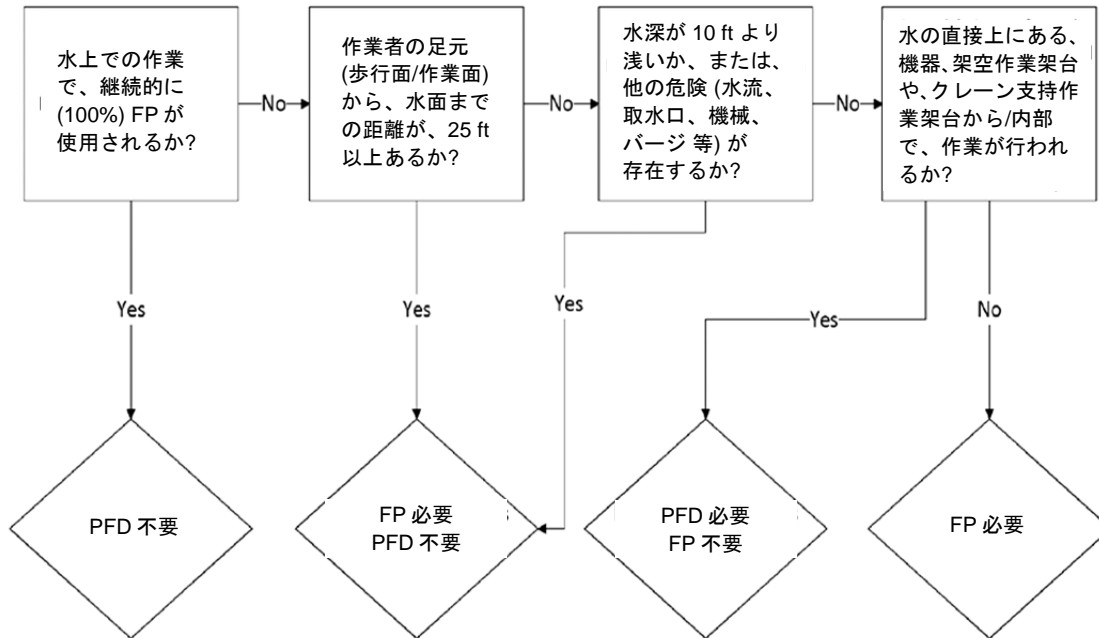 水上での作業
で、継続的に
(100%) FP が
使用されるか?
No
作業者の足元
(歩行面/作業面)
から、水面まで
の距離が、25 ft
以上あるか?
No
水深が 10 ft より
浅いか、または、
他の危険 (水流、
取水口、機械、
バージ 等) が
存在するか?
No
水の直接上にある、
機器、架空作業架台
や、クレーン支持作
業架台から/内部
で、作業が行われ
るか?
Yes
Yes
Yes
Yes
No
PFD 不要
FP 必要
PFD 不要
PFD 必要
FP 不要
FP 必要